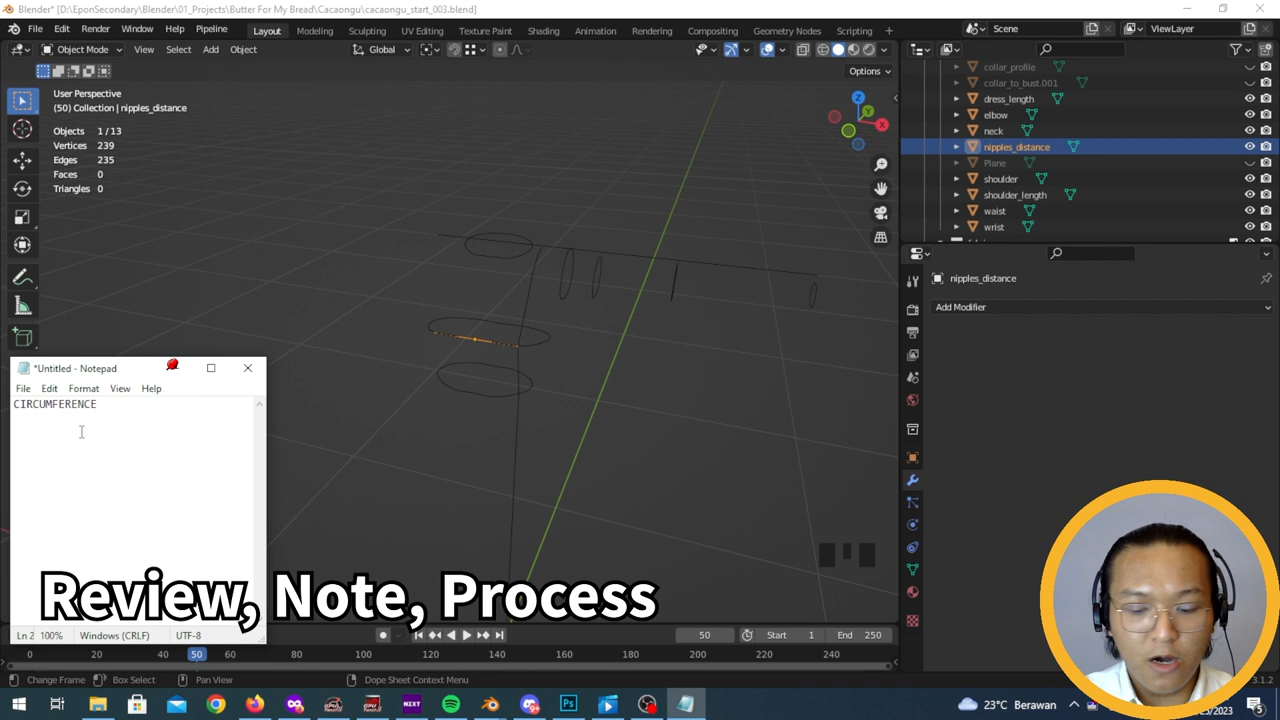 Blender* [D:\EponSecondary\Blender\01_Projects\Butter For My Bread\Cacaongu\cacaongu_start_003.blend]
File Edit Render Window Help Pipeline
Layout Modeling Sculpting UV Editing Texture Paint Shading Animation Rendering Compositing Geometry Nodes Scripting +
Scene
ViewLayer
Object Mode View Select Add Object
Global
Options
User Perspective
(50) Collection | nipples_distance
Objects 1/13
Vertices 239
Edges 235
Faces 0
Triangles 0
Z
Y
X
collar_profile
collar_to_bust.001
dress_length
elbow
neck
nipples_distance
Plane
shoulder
shoulder_length
waist
wrist
nipples_distance
Add Modifier
*Untitled - Notepad
File Edit Format View Help
CIRCUMFERENCE
Review, Note, Process
Ln 2 100% Windows (CRLF) UTF-8
50 Start 1 End 250
0 20 40 50 60 80 100 120 140 160 180 200 220 240
Change Frame Box Select Pan View Dope Sheet Context Menu
3.1.2
NEXT
Ps
23°C Berawan
5